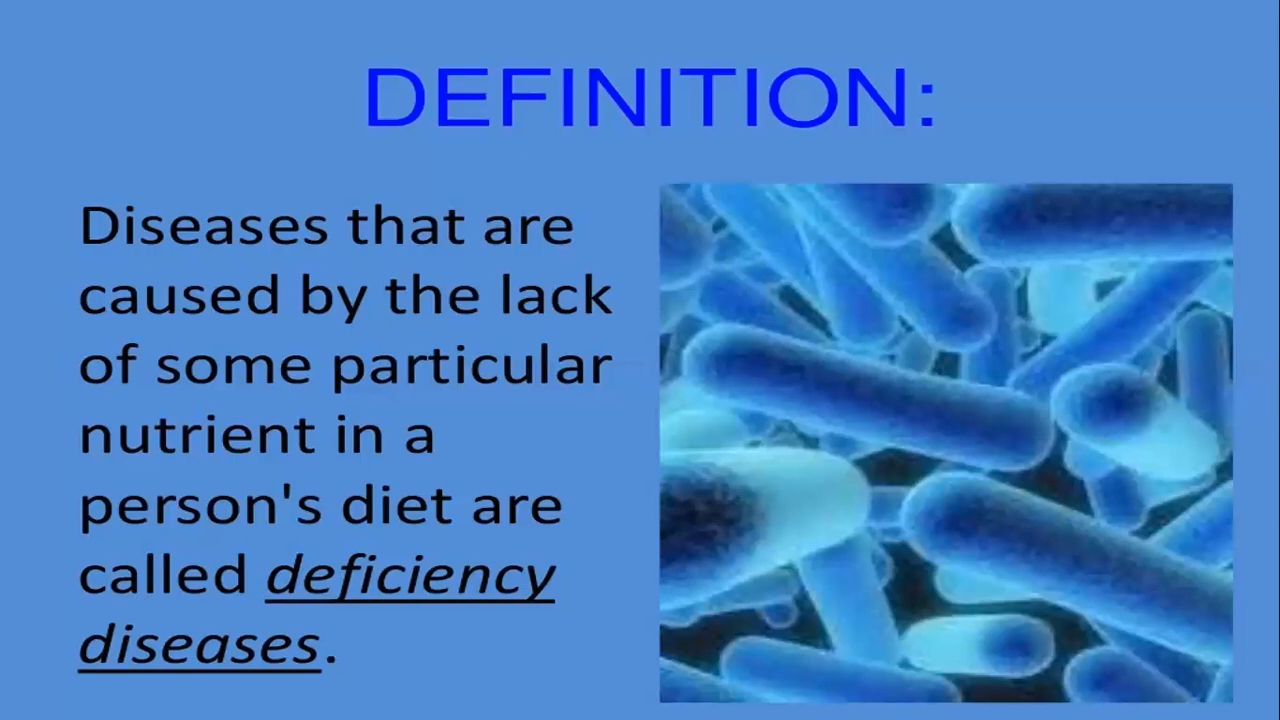 DEFINITION:
Diseases that are
caused by the lack
of some particular
nutrient in a
person's diet are
called deficiency
diseases.